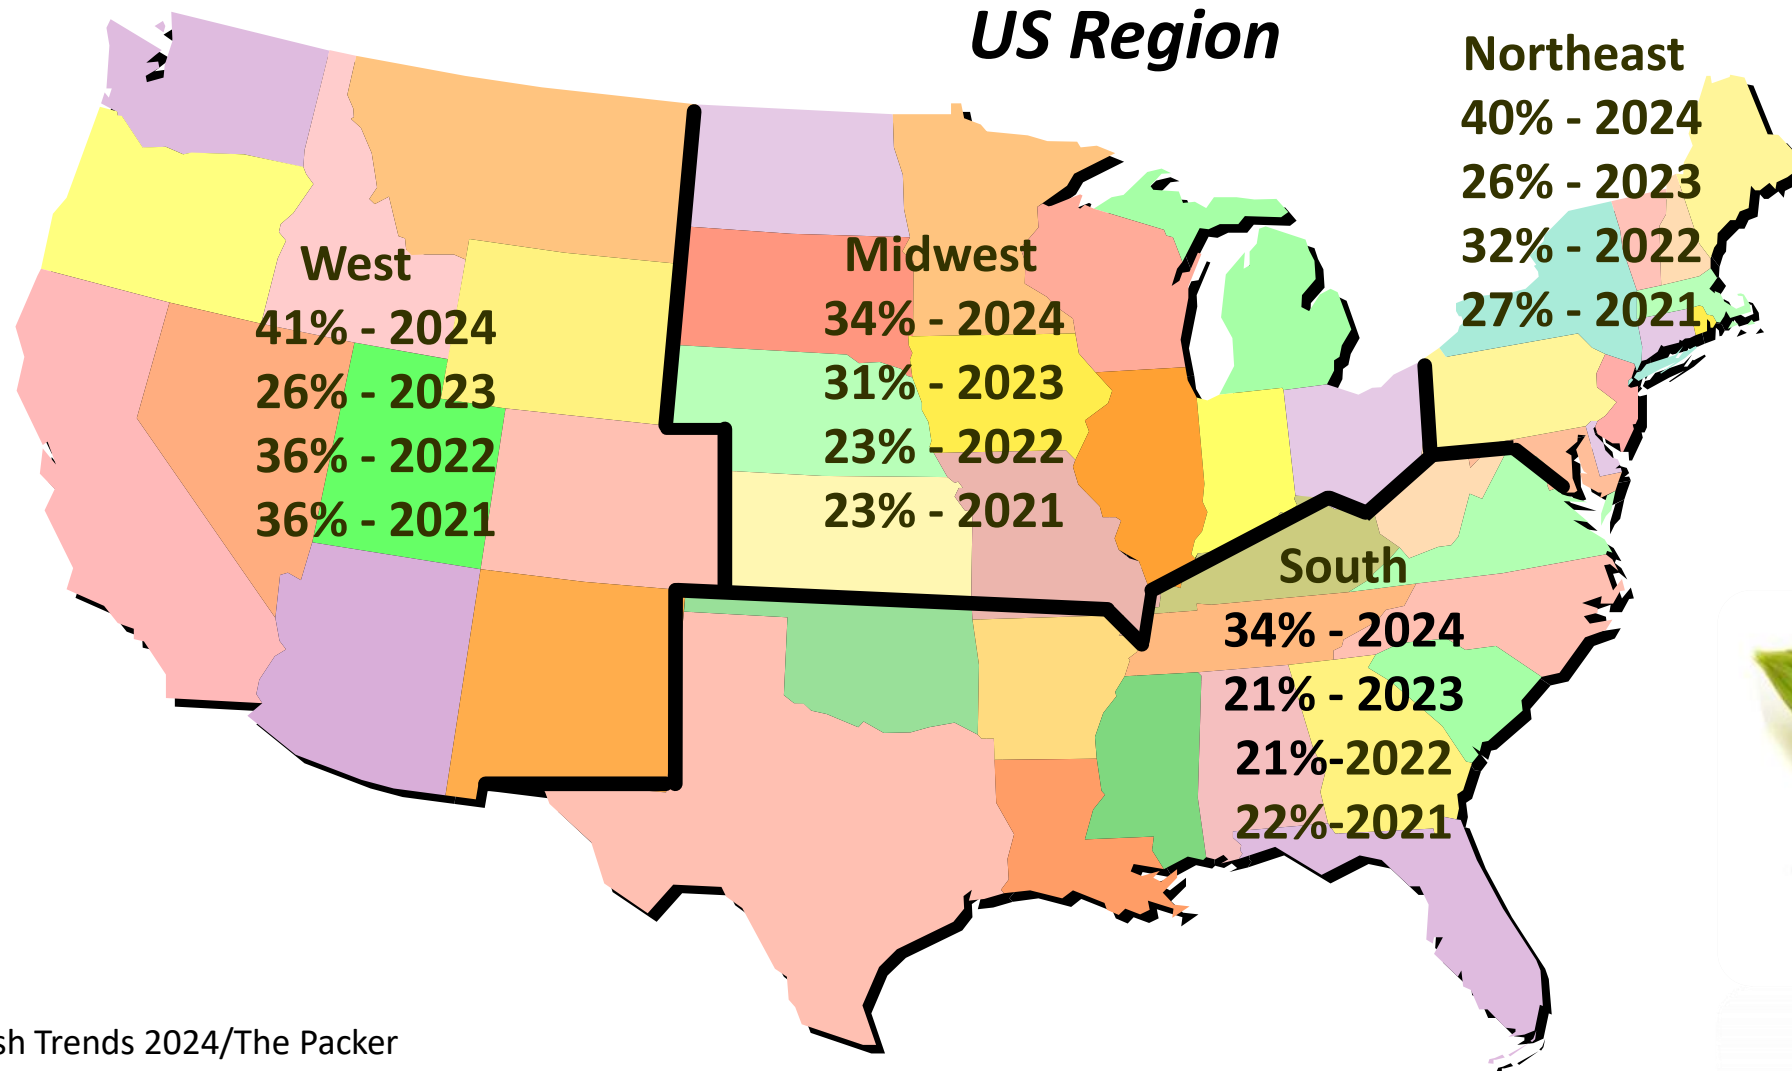 US Region
Northeast
40% - 2024
26% - 2023
32% - 2022
27% - 2021
West
41% - 2024
26% - 2023
36% - 2022
36% - 2021
Midwest
34% - 2024
31% - 2023
23% - 2022
23% - 2021
South
34% - 2024
21% - 2023
21%-2022
22%-2021
sh Trends 2024/The Packer